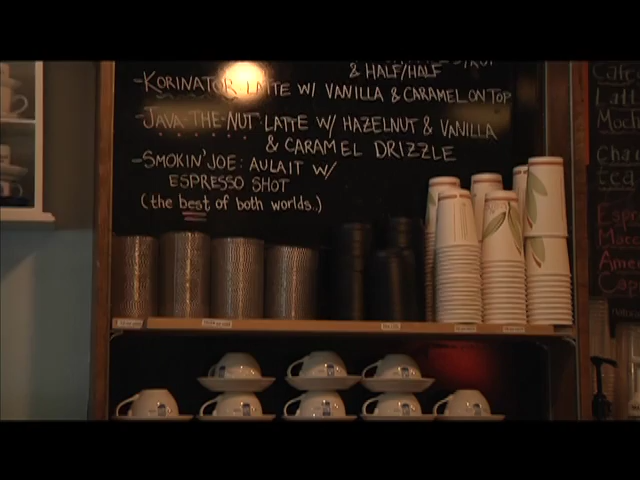 & HALF/HALF
-KORINATOR LATTE W/ VANILLA & CARAMEL ON TOP
-JAVA-THE-NUT LATTE W/ HAZELNUT & VANILLA
& CARAMEL DRIZZLE
-SMOKIN' JOE: AULAIT W/
ESPRESSO SHOT
(the best of both worlds..)